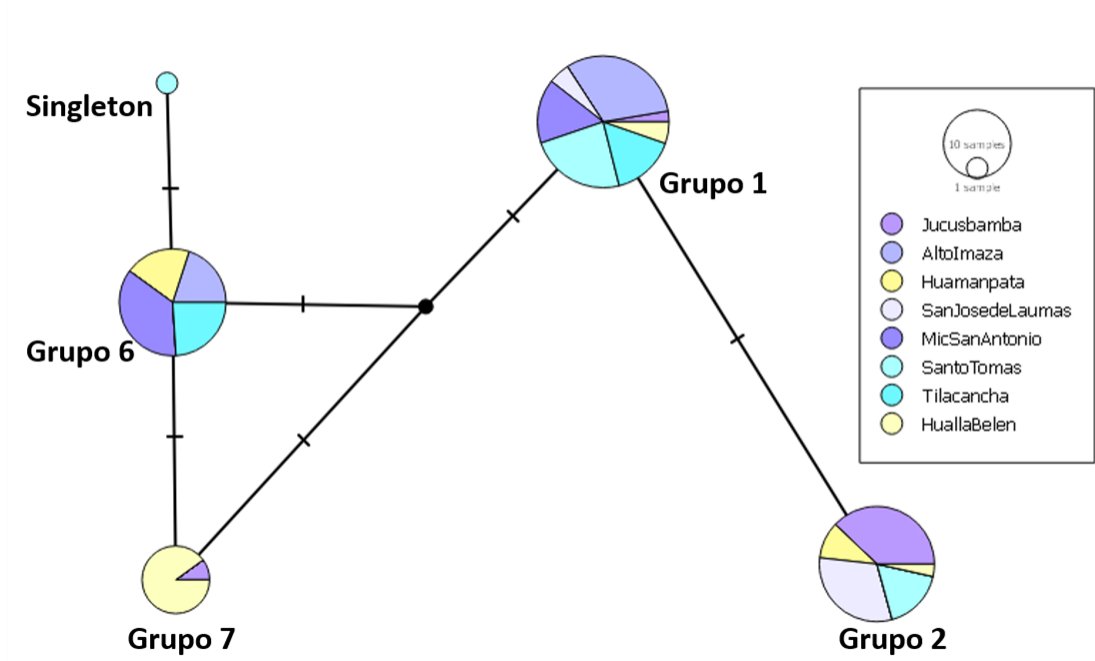 Singleton
Grupo 1
Grupo 6
Grupo 7
Grupo 2
10 samples
1 sample
Jucusbamba
AltoImaza
Huamanpata
SanJosedeLaumas
MicSanAntonio
SantoTomas
Tilacancha
HuallaBelen